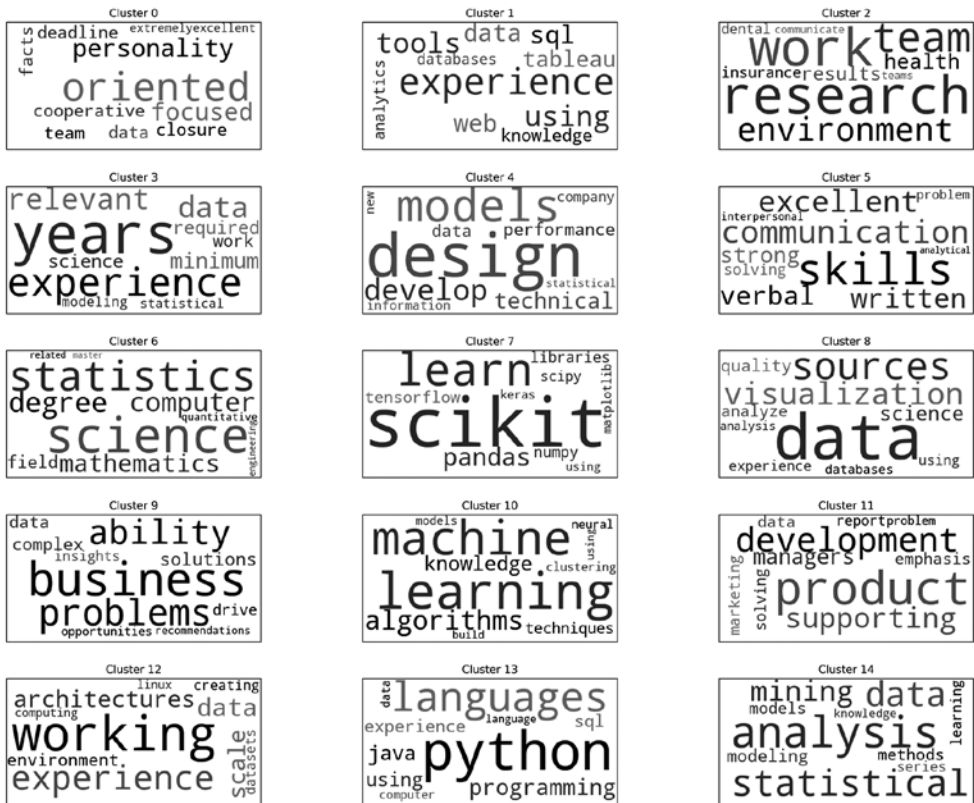 Cluster 0
facts
deadline
extremelyexcellent
personality
oriented
cooperative
focused
team
data
closure
Cluster 1
tools
data
sql
databases
tableau
analytics
experience
web
using
knowledge
Cluster 2
dental
communicate
work
team
health
insurance
results
teams
research
environment
Cluster 3
relevant
data
years
required
work
science
minimum
experience
modeling
statistical
Cluster 4
new
models
company
data
performance
design
develop
statistical
information
technical
Cluster 5
excellent
problem
interpersonal
communication
analytical
strong
solving
skills
verbal
written
Cluster 6
related
master
statistics
degree
computer
quantitative
science
engineering
field
mathematics
Cluster 7
learn
libraries
scipy
matplotlib
tensorflow
keras
scikit
pandas
numpy
using
Cluster 8
quality
sources
visualization
analyze
science
analysis
data
using
experience
databases
Cluster 9
data
ability
complex
insights
solutions
business
problems
drive
opportunities
recommendations
Cluster 10
models
machine
neural
using
knowledge
clustering
learning
algorithms
build
techniques
Cluster 11
data
report
problem
development
managers
emphasis
marketing
solving
product
supporting
Cluster 12
linux
creating
architectures
computing
data
working
environment
scale
datasets
experience
Cluster 13
data
languages
language
experience
sql
java
python
using
programming
computer
Cluster 14
mining
data
learning
models
knowledge
analysis
modeling
methods
series
statistical